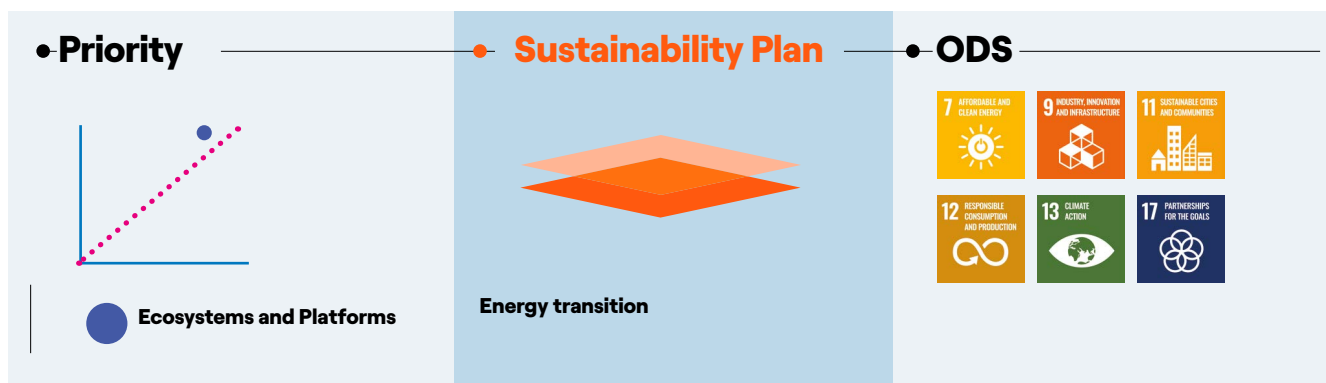 Priority
Sustainability Plan
ODS
7 AFFORDABLE AND
CLEAN ENERGY
9 INDUSTRY, INNOVATION
AND INFRASTRUCTURE
11 SUSTAINABLE CITIES
AND COMMUNITIES
12 RESPONSIBLE
CONSUMPTION
AND PRODUCTION
13 CLIMATE
ACTION
17 PARTNERSHIPS
FOR THE GOALS
Ecosystems and Platforms
Energy transition